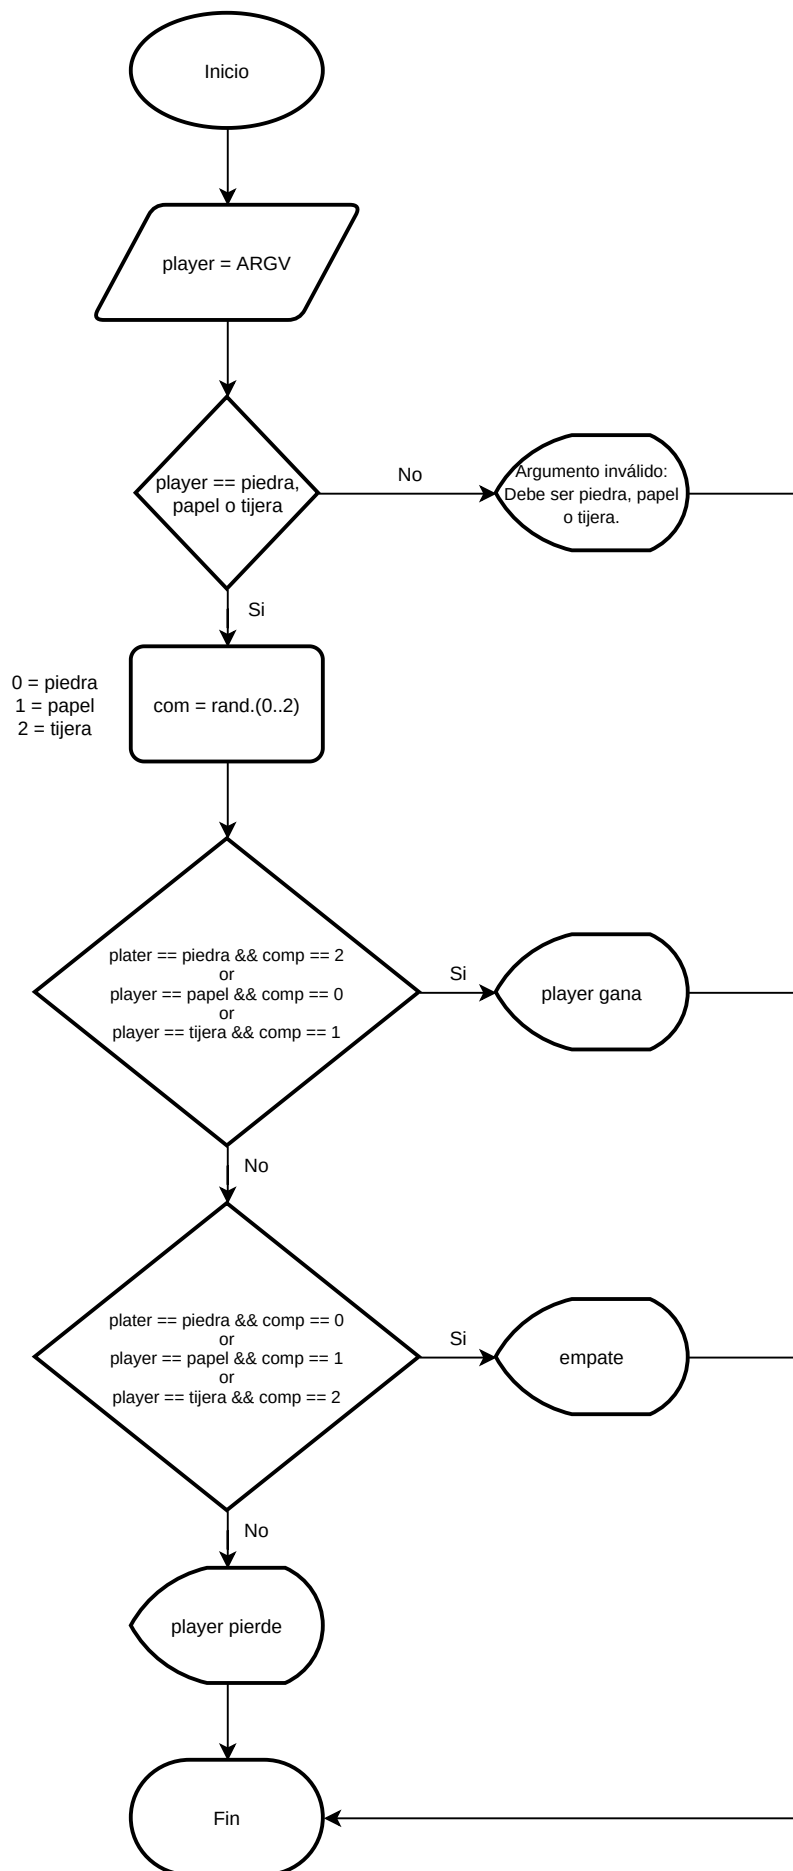 Inicio
player = ARGV
player == piedra,
papel o tijera
No
Argumento inválido:
Debe ser piedra, papel
o tijera.
Si
0 = piedra
1 = papel
2 = tijera
com = rand.(0..2)
plater == piedra && comp == 2
or
player == papel && comp == 0
or
player == tijera && comp == 1
Si
player gana
No
plater == piedra && comp == 0
or
player == papel && comp == 1
or
player == tijera && comp == 2
Si
empate
No
player pierde
Fin